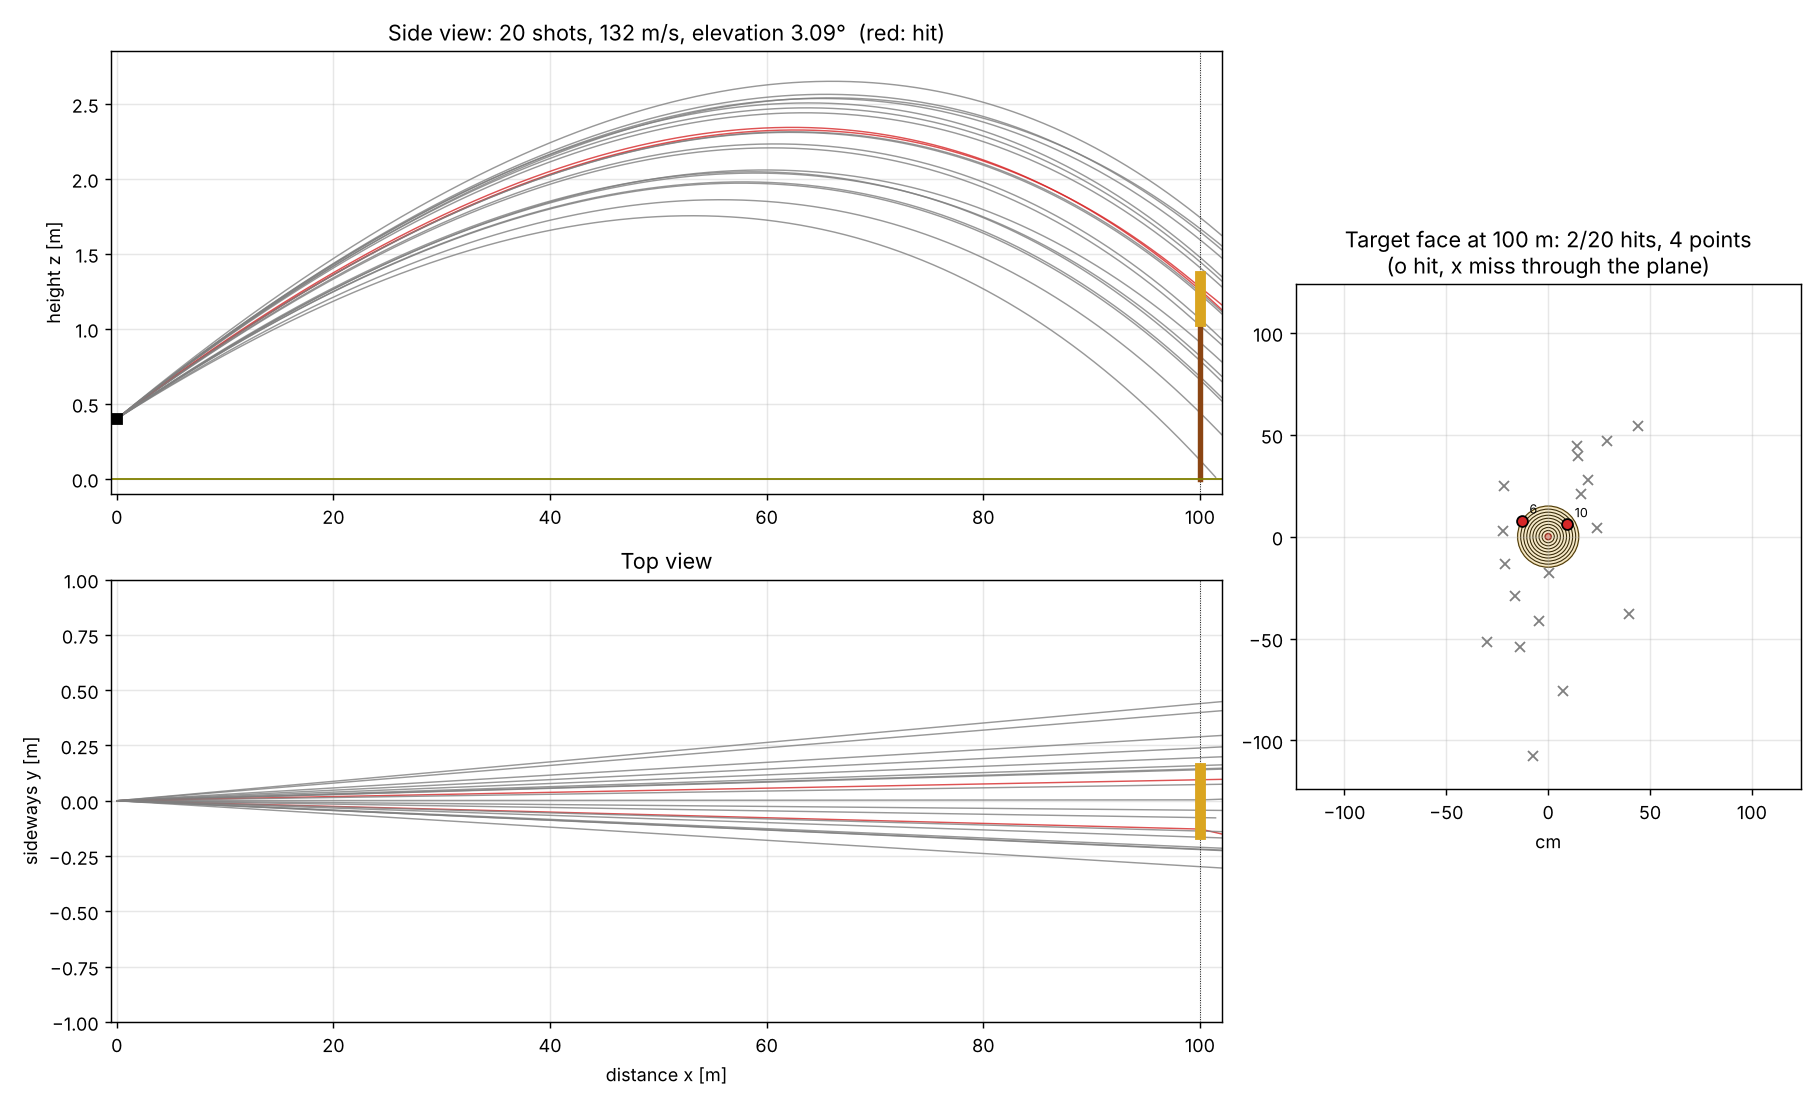 Side view: 20 shots, 132 m/s, elevation 3.09°  (red: hit)
height z [m]
2.5
2.0
1.5
1.0
0.5
0.0
0 20 40 60 80 100
Top view
sideways y [m]
1.00
0.75
0.50
0.25
0.00
−0.25
−0.50
−0.75
−1.00
0 20 40 60 80 100
distance x [m]
Target face at 100 m: 2/20 hits, 4 points
(o hit, x miss through the plane)
100
50
0
−50
−100
6
10
−100 −50 0 50 100
cm